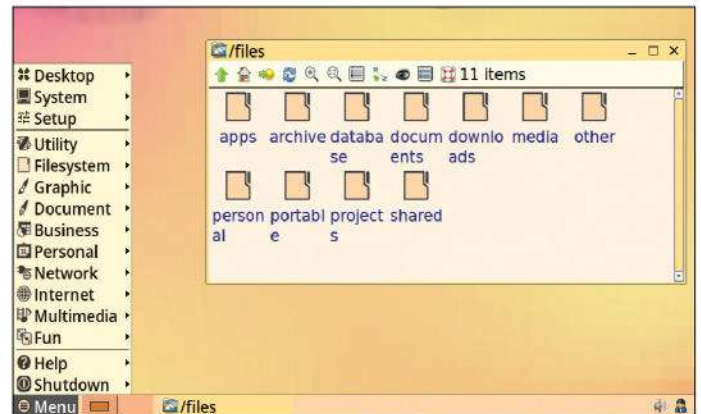 /files
11 items
apps archive databa docum downlo media other
se ents ads
person portabl project shared
al e s
Desktop
System
Setup
Utility
Filesystem
Graphic
Document
Business
Personal
Network
Internet
Multimedia
Fun
Help
Shutdown
Menu /files